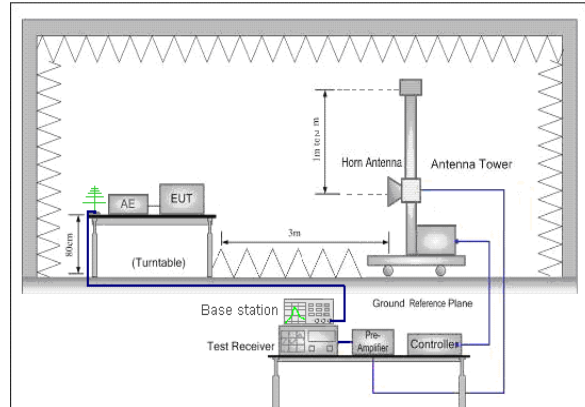 1m to 2 m
Horn Antenna
Antenna Tower
AE
EUT
80cm
(Turntable)
3m
Ground Reference Plane
Base station
Test Receiver
Pre-
Amplifier
Controller